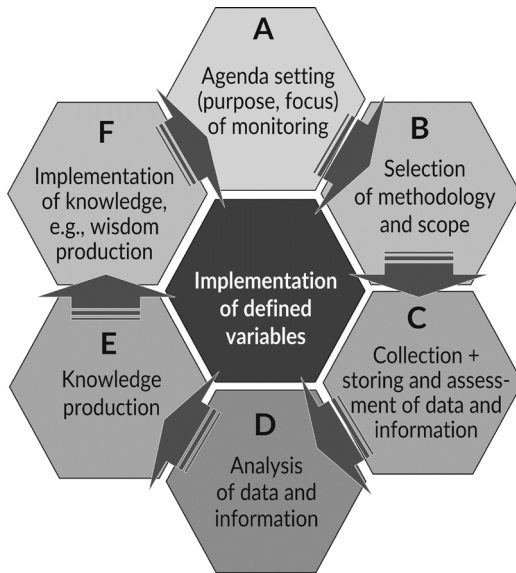 A
Agenda setting
(purpose, focus)
of monitoring
B
Selection
of methodology
and scope
C
Collection +
storing and assess-
ment of data and
information
D
Analysis
of data and
information
E
Knowledge
production
F
Implementation
of knowledge,
e.g., wisdom
production
Implementation
of defined
variables